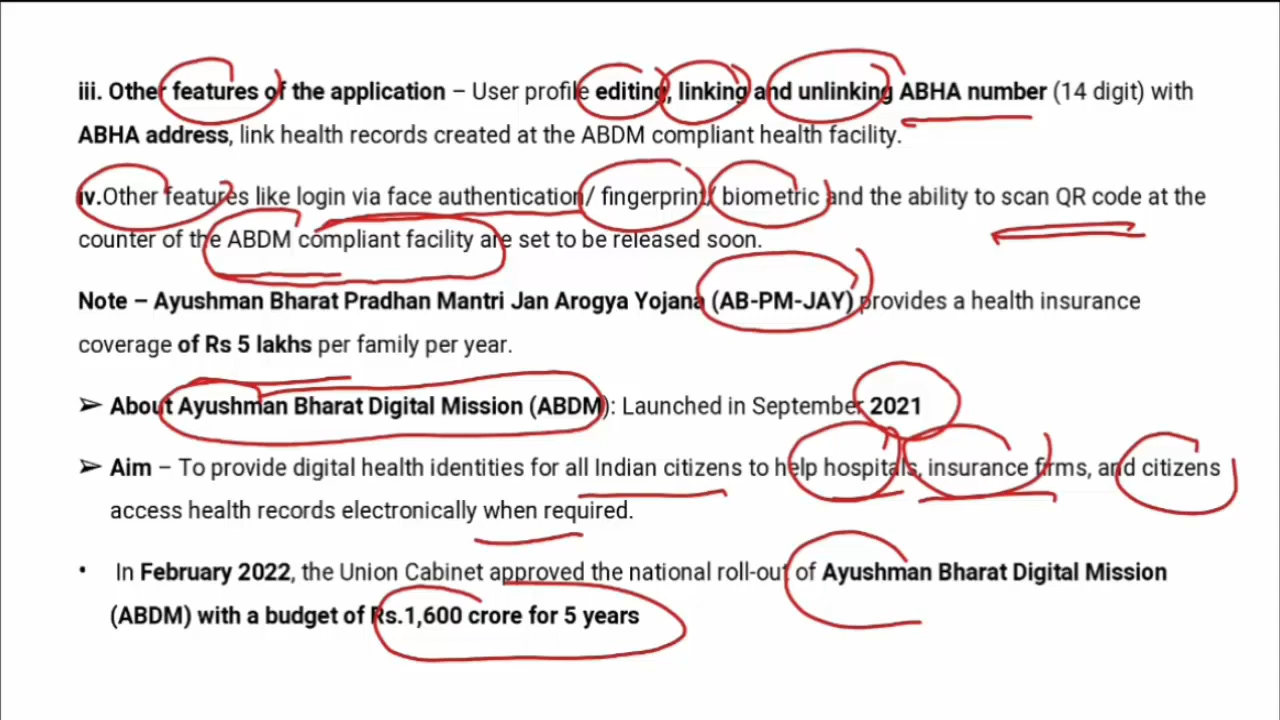 iii. Other features of the application – User profile editing, linking and unlinking ABHA number (14 digit) with
ABHA address, link health records created at the ABDM compliant health facility.
iv.Other features like login via face authentication/ fingerprint/ biometric and the ability to scan QR code at the
counter of the ABDM compliant facility are set to be released soon.
Note – Ayushman Bharat Pradhan Mantri Jan Arogya Yojana (AB-PM-JAY) provides a health insurance
coverage of Rs 5 lakhs per family per year.
➢ About Ayushman Bharat Digital Mission (ABDM): Launched in September 2021
➢ Aim – To provide digital health identities for all Indian citizens to help hospitals, insurance firms, and citizens
access health records electronically when required.
• In February 2022, the Union Cabinet approved the national roll-out of Ayushman Bharat Digital Mission
(ABDM) with a budget of Rs.1,600 crore for 5 years